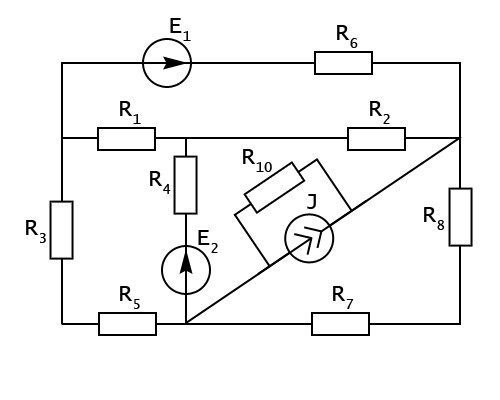 E₁
R₆
R₁
R₂
R₁₀
R₄
J
R₃
E₂
R₈
R₅
R₇